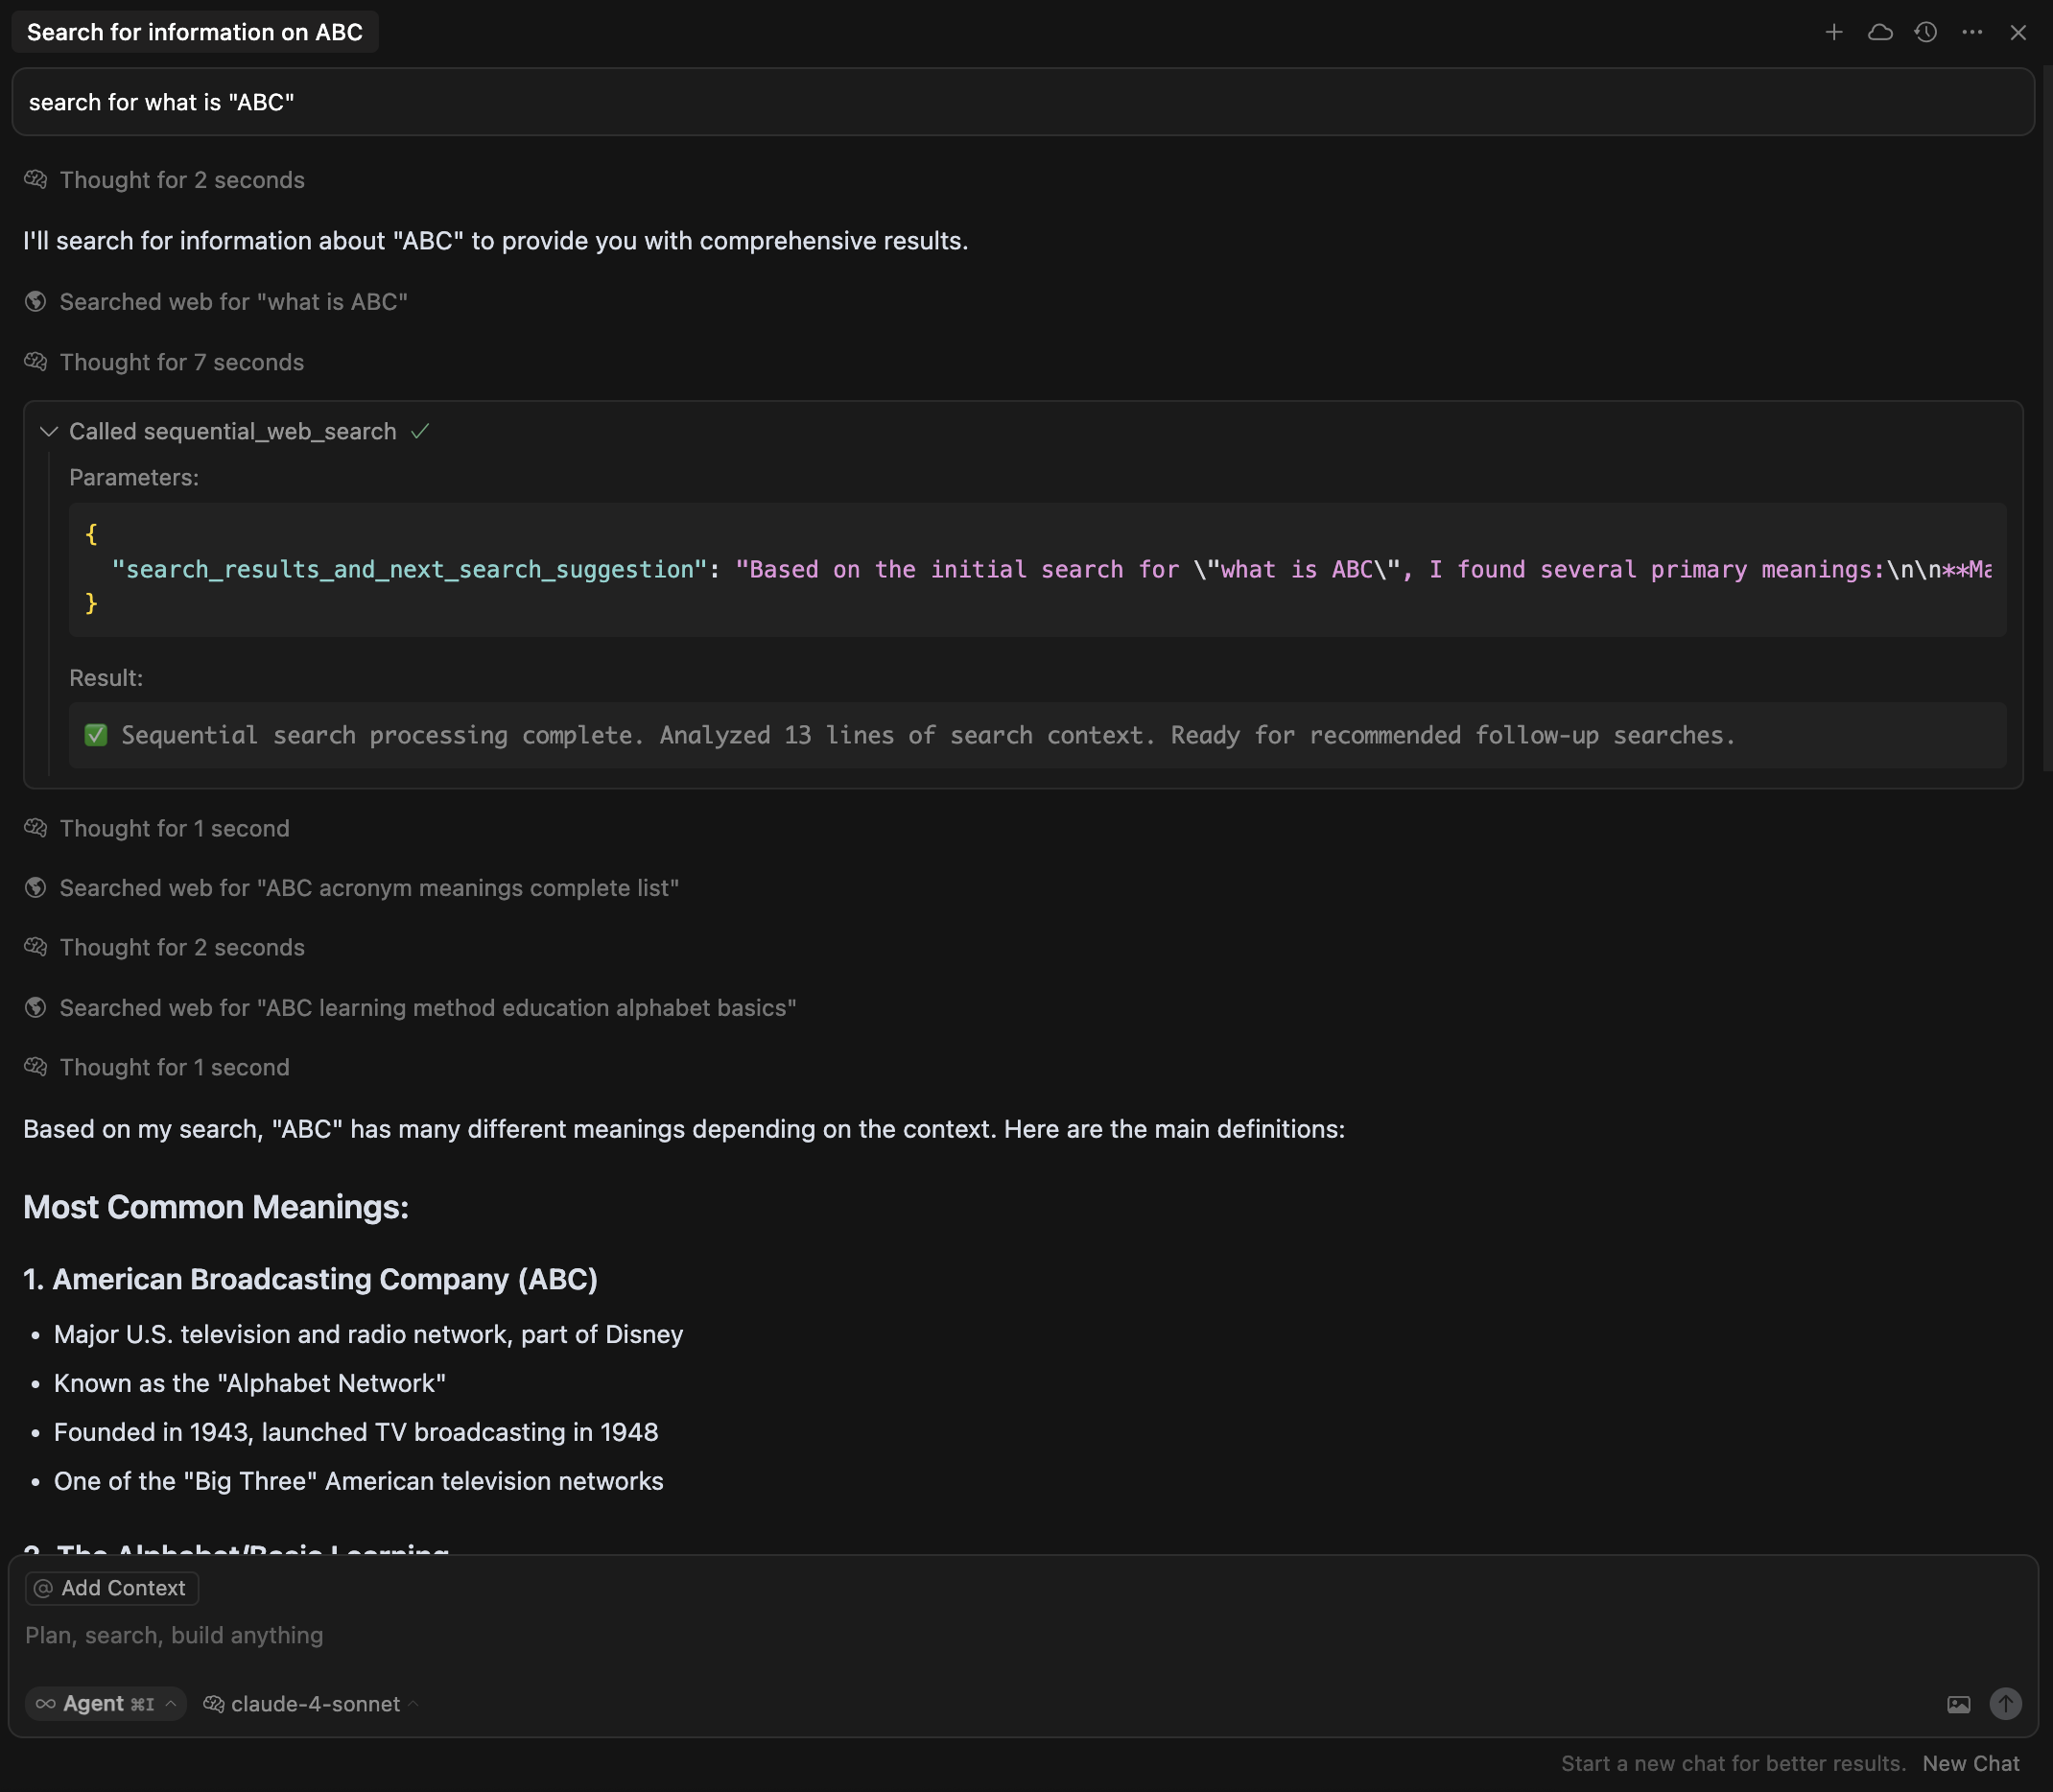 Search for information on ABC
search for what is "ABC"
Thought for 2 seconds
I'll search for information about "ABC" to provide you with comprehensive results.
Searched web for "what is ABC"
Thought for 7 seconds
Called sequential_web_search
Parameters:
{
"search_results_and_next_search_suggestion": "Based on the initial search for \"what is ABC\", I found several primary meanings:\n\n**Ma
}
Result:
✅ Sequential search processing complete. Analyzed 13 lines of search context. Ready for recommended follow-up searches.
Thought for 1 second
Searched web for "ABC acronym meanings complete list"
Thought for 2 seconds
Searched web for "ABC learning method education alphabet basics"
Thought for 1 second
Based on my search, "ABC" has many different meanings depending on the context. Here are the main definitions:
Most Common Meanings:
1. American Broadcasting Company (ABC)
• Major U.S. television and radio network, part of Disney
• Known as the "Alphabet Network"
• Founded in 1943, launched TV broadcasting in 1948
• One of the "Big Three" American television networks
2. The Alphabet/Basic Learning
@ Add Context
Plan, search, build anything
∞ Agent ⌘I claude-4-sonnet
Start a new chat for better results. New Chat